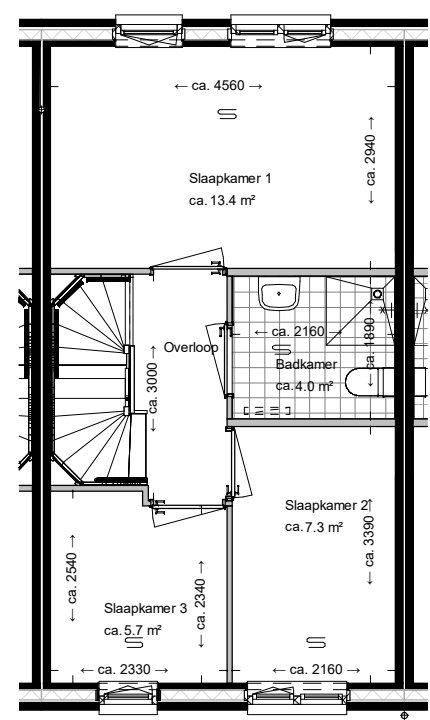 ← ca. 4560 →
← ca. 2940 →
Slaapkamer 1
ca. 13.4 m²
← ca. 2160 →
← ca. 1890 →
Overloop
Badkamer
ca. 4.0 m²
← ca. 3000 →
Slaapkamer 2
ca. 7.3 m²
← ca. 3390 →
← ca. 2540 →
← ca. 2340 →
Slaapkamer 3
ca. 5.7 m²
← ca. 2330 →
← ca. 2160 →